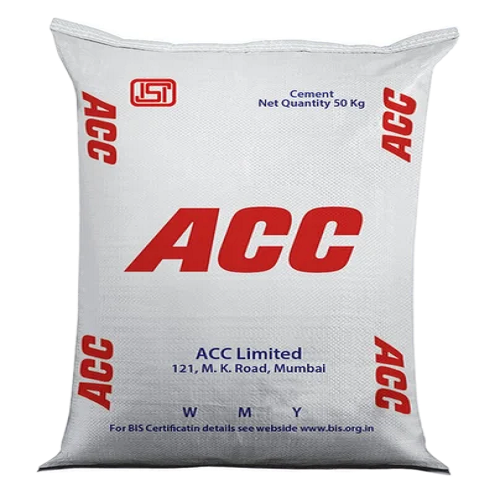 ISI
Cement
Net Quantity 50 Kg
ACC
ACC
ACC
ACC
ACC
ACC Limited
121, M. K. Road, Mumbai
W M Y
For BIS Certificatin details see webside www.bis.org.in